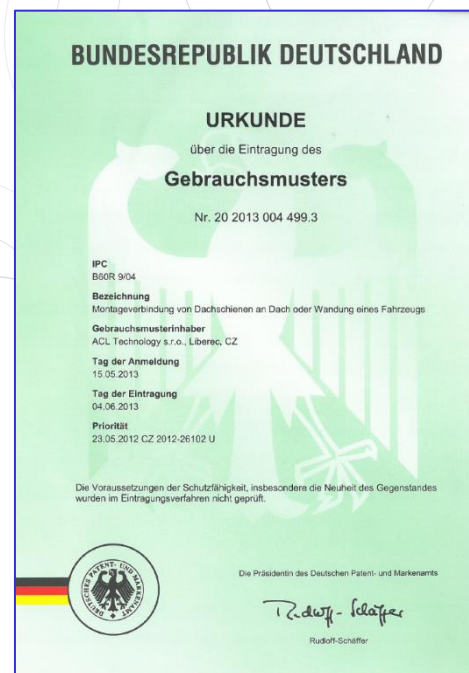 BUNDESREPUBLIK DEUTSCHLAND
URKUNDE
über die Eintragung des
Gebrauchsmusters
Nr. 20 2013 004 499.3
IPC
B60R 9/04
Bezeichnung
Montageverbindung von Dachschienen an Dach oder Wandung eines Fahrzeugs
Gebrauchsmusterinhaber
ACL Technology s.r.o., Liberec, CZ
Tag der Anmeldung
15.05.2013
Tag der Eintragung
04.06.2013
Priorität
23.05.2012 CZ 2012-26102 U
Die Voraussetzungen der Schutzfähigkeit, insbesondere die Neuheit des Gegenstandes
wurden im Eintragungsverfahren nicht geprüft.
DEUTSCHES PATENT- UND MARKENAMT
Die Präsidentin des Deutschen Patent- und Markenamts
Rudloff-Schäffer
Rudloff-Schäffer